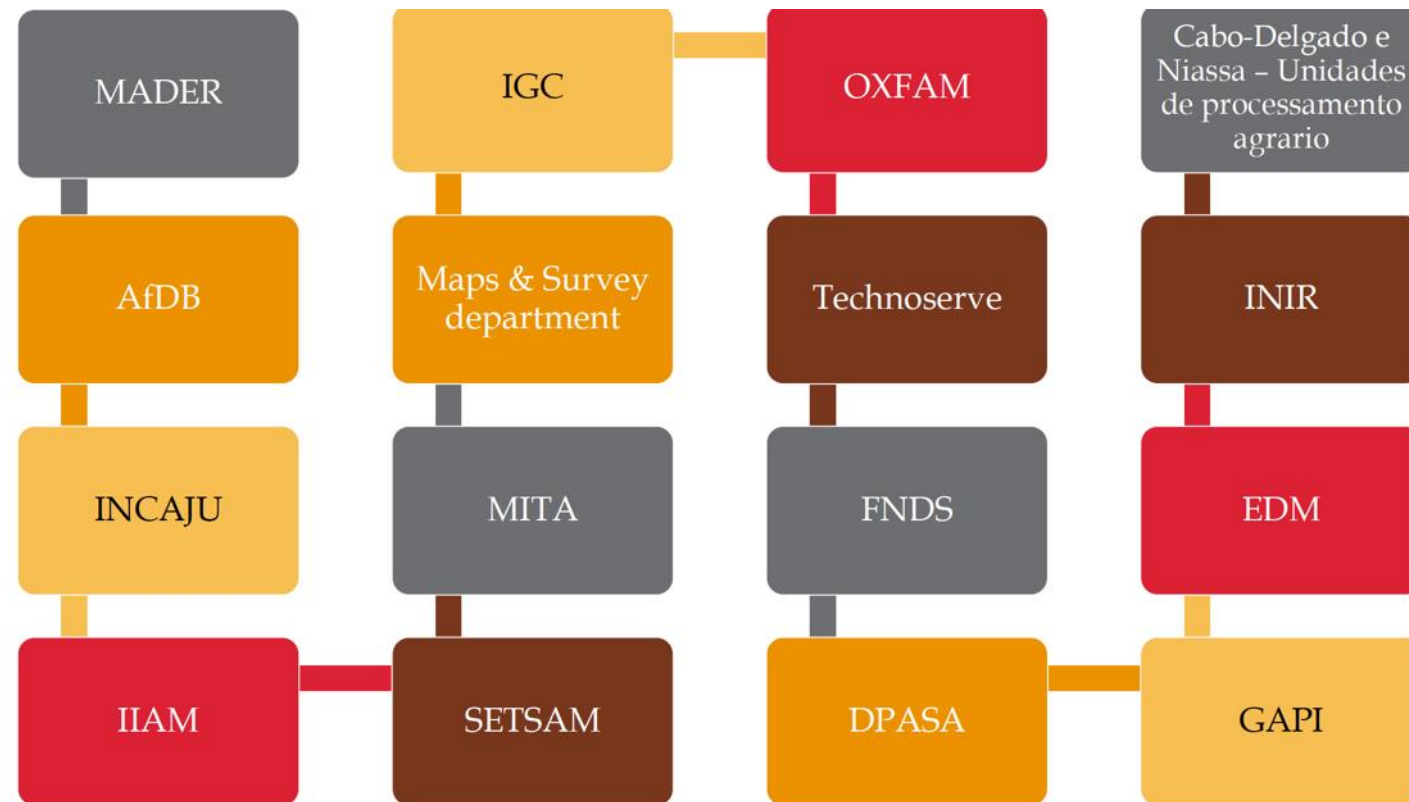 MADER
AfDB
INCAJU
IIAM
SETSAM
MITA
Maps & Survey
department
IGC
OXFAM
Technoserve
FNDS
DPASA
GAPI
EDM
INIR
Cabo-Delgado e
Niassa – Unidades
de processamento
agrario